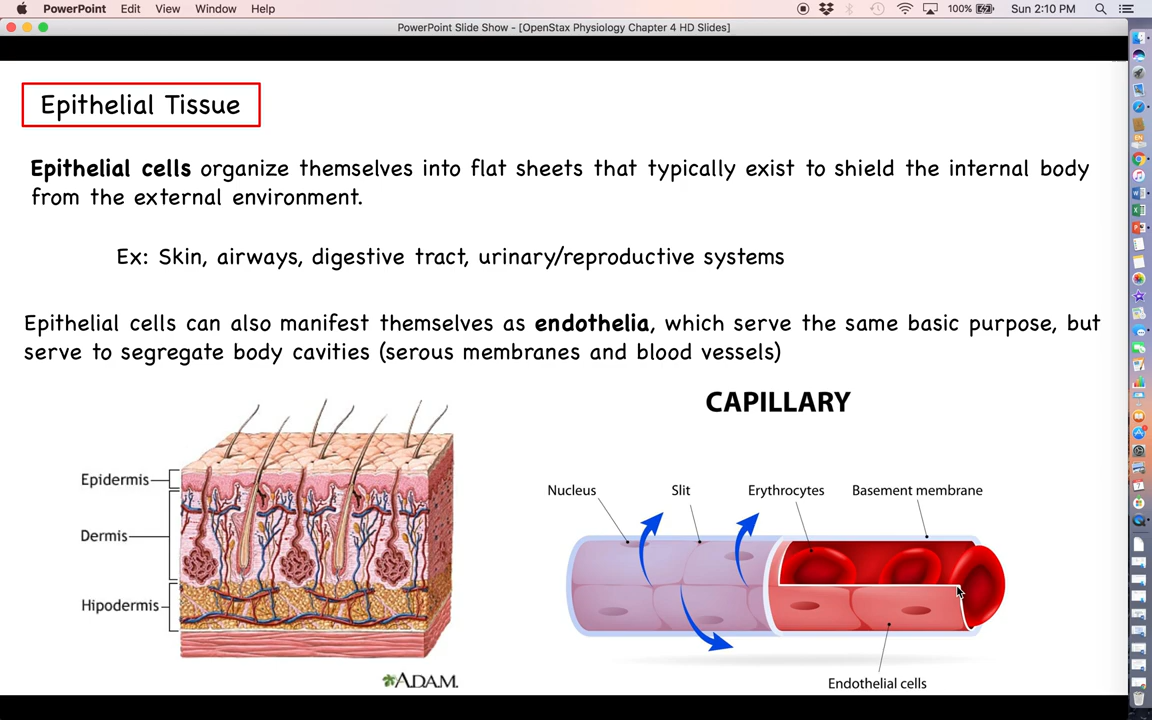 PowerPoint Edit View Window Help 100% Sun 2:10 PM
PowerPoint Slide Show - [OpenStax Physiology Chapter 4 HD Slides]
Epithelial Tissue
Epithelial cells organize themselves into flat sheets that typically exist to shield the internal body
from the external environment.
Ex: Skin, airways, digestive tract, urinary/reproductive systems
Epithelial cells can also manifest themselves as endothelia, which serve the same basic purpose, but
serve to segregate body cavities (serous membranes and blood vessels)
CAPILLARY
Epidermis
Dermis
Hipodermis
ADAM.
Nucleus Slit Erythrocytes Basement membrane
Endothelial cells